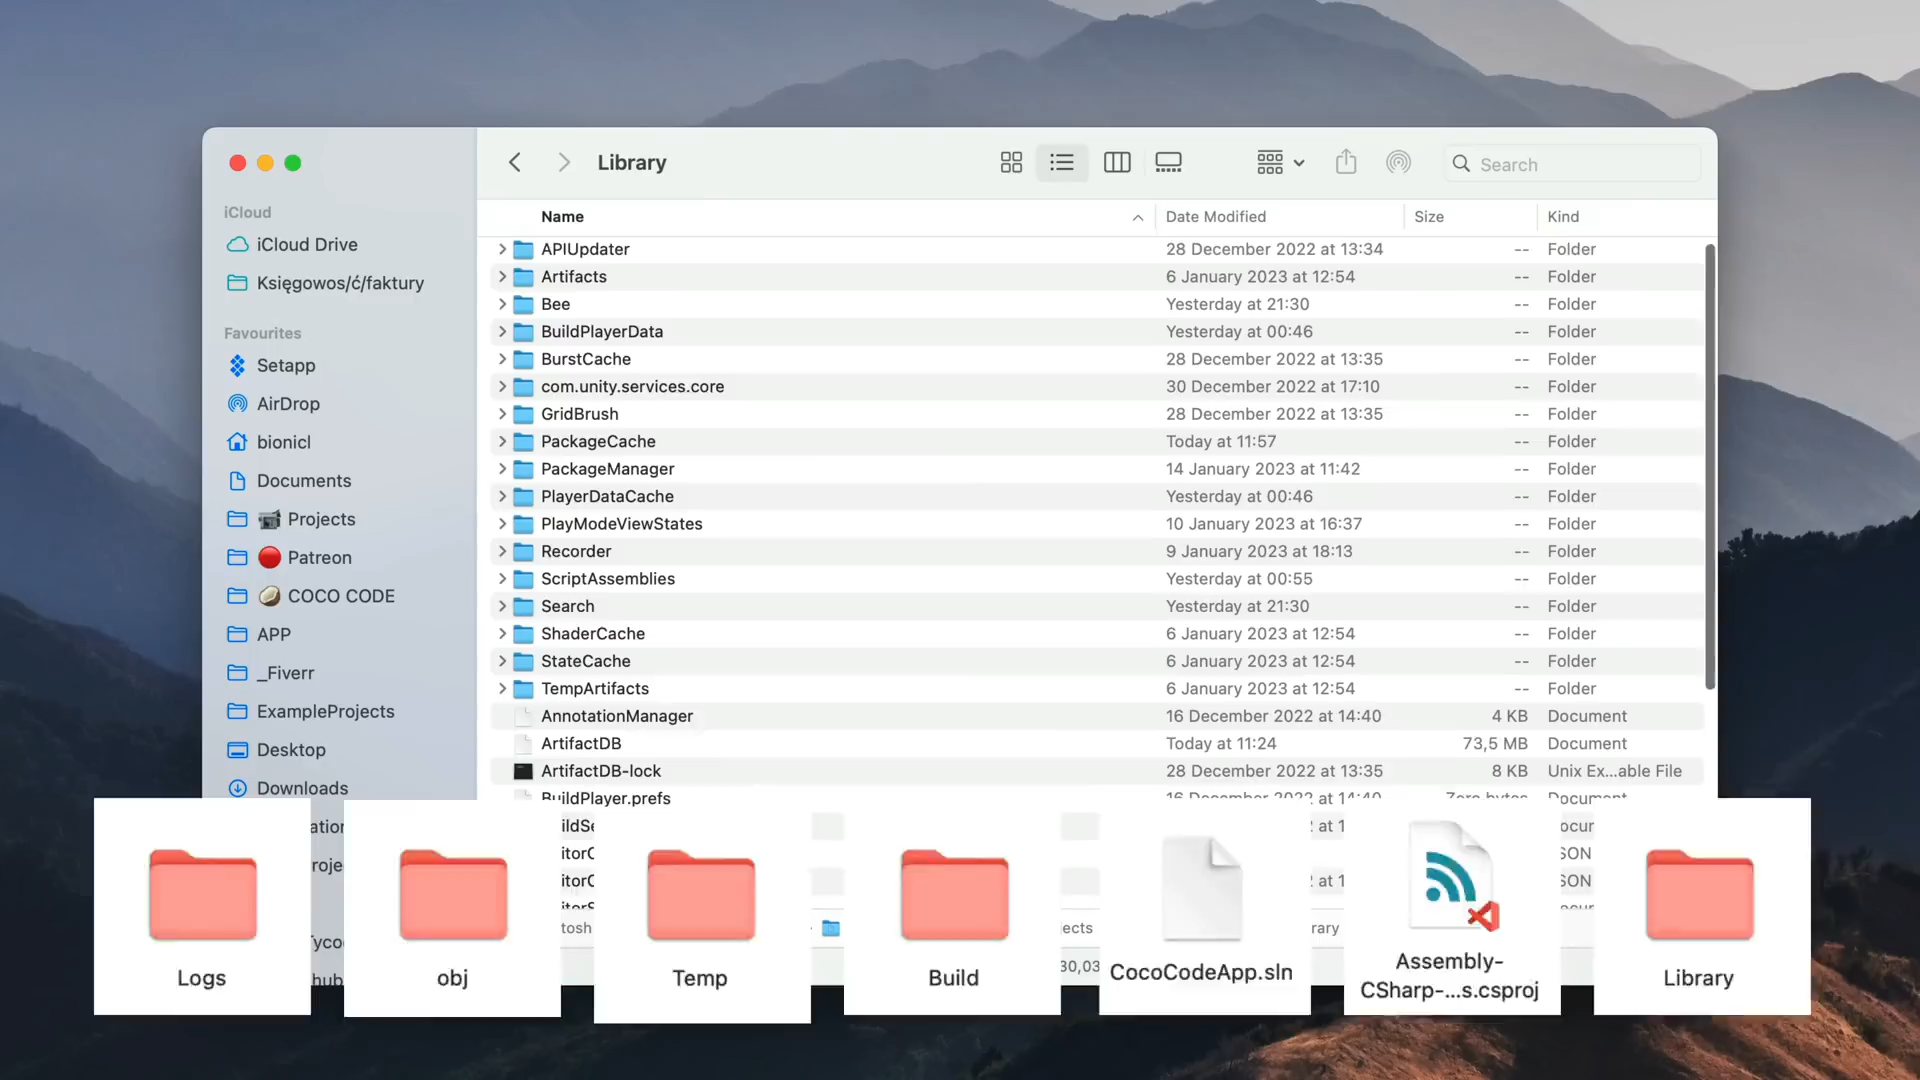 Library
Search
iCloud
iCloud Drive
Księgowos/ć/faktury
Favourites
Setapp
AirDrop
bionicl
Documents
Projects
Patreon
COCO CODE
APP
_Fiverr
ExampleProjects
Desktop
Downloads
Name Date Modified Size Kind
APIUpdater 28 December 2022 at 13:34 -- Folder
Artifacts 6 January 2023 at 12:54 -- Folder
Bee Yesterday at 21:30 -- Folder
BuildPlayerData Yesterday at 00:46 -- Folder
BurstCache 28 December 2022 at 13:35 -- Folder
com.unity.services.core 30 December 2022 at 17:10 -- Folder
GridBrush 28 December 2022 at 13:35 -- Folder
PackageCache Today at 11:57 -- Folder
PackageManager 14 January 2023 at 11:42 -- Folder
PlayerDataCache Yesterday at 00:46 -- Folder
PlayModeViewStates 10 January 2023 at 16:37 -- Folder
Recorder 9 January 2023 at 18:13 -- Folder
ScriptAssemblies Yesterday at 00:55 -- Folder
Search Yesterday at 21:30 -- Folder
ShaderCache 6 January 2023 at 12:54 -- Folder
StateCache 6 January 2023 at 12:54 -- Folder
TempArtifacts 6 January 2023 at 12:54 -- Folder
AnnotationManager 16 December 2022 at 14:40 4 KB Document
ArtifactDB Today at 11:24 73,5 MB Document
ArtifactDB-lock 28 December 2022 at 13:35 8 KB Unix Ex...able File
BuildPlayer.prefs 16 December 2022 at 14:40 Zero bytes Document
Logs
obj
Temp
Build
CocoCodeApp.sln
Assembly-
CSharp-...s.csproj
Library